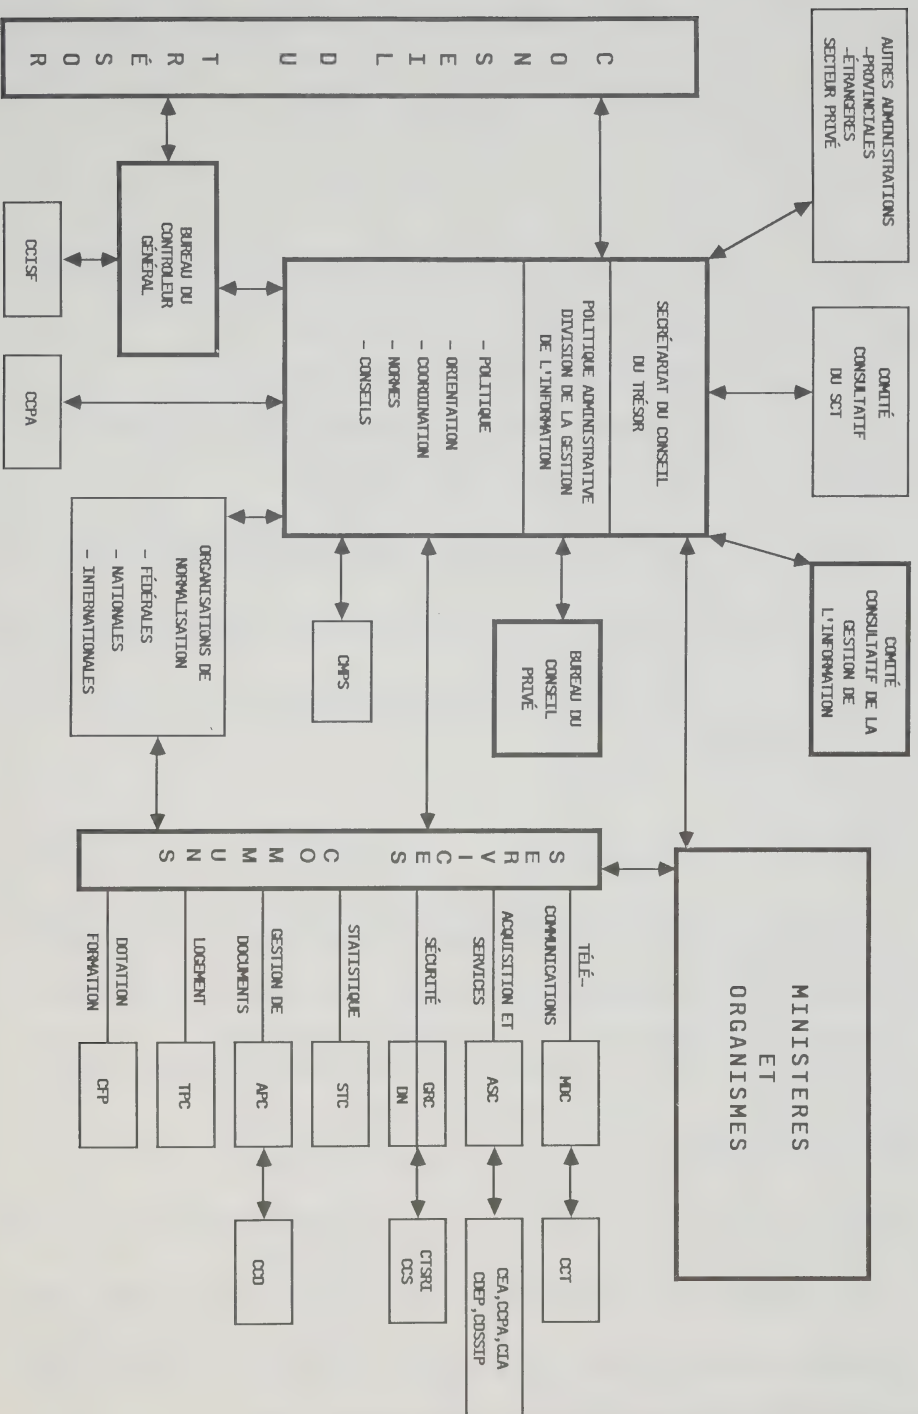 AUTRES ADMINISTRATIONS
-PROVINCIALES
-ÉTRANGERES
SECTEUR PRIVÉ
COMITÉ
CONSULTATIF
DU SCT
COMITÉ
CONSULTATIF DE LA
GESTION DE
L'INFORMATION
MINISTERES
ET
ORGANISMES
CONSEIL DU TRÉSOR
SECRÉTARIAT DU CONSEIL
DU TRÉSOR
POLITIQUE ADMINISTRATIVE
DIVISION DE LA GESTION
DE L'INFORMATION
- POLITIQUE
- ORIENTATION
- COORDINATION
- NORMES
- CONSEILS
BUREAU DU
CONSEIL
PRIVÉ
CMPS
BUREAU DU
CONTROLEUR
GÉNÉRAL
CCISF
CCPA
ORGANISATIONS DE
NORMALISATION
- FÉDÉRALES
- NATIONALES
- INTERNATIONALES
SERVICES COMMUNS
TÉLÉ-
COMMUNICATIONS
MDC
CCT
ACQUISITION ET
SERVICES
ASC
CEA,CCPA,CIA
CDEP,CDSSIP
SÉCURITÉ
GRC
DN
CTSRI
CCS
STATISTIQUE
STC
GESTION DE
DOCUMENTS
APC
CCD
LOGEMENT
TPC
DOTATION
FORMATION
CFP